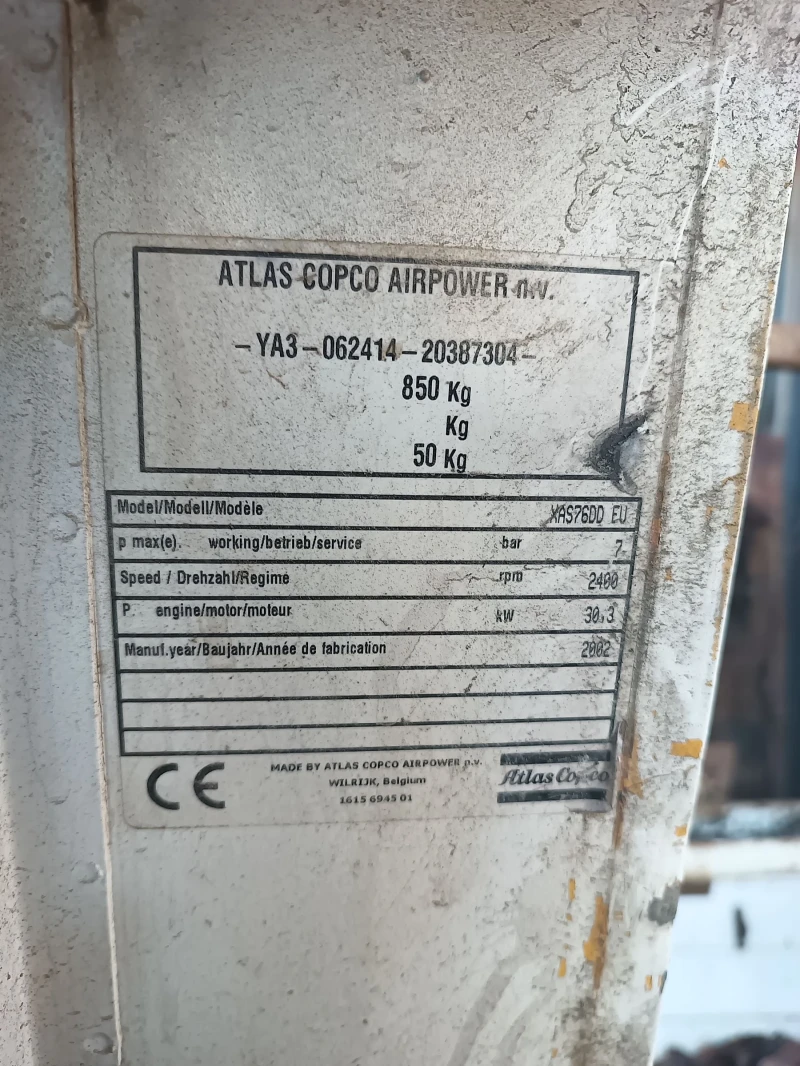 ATLAS COPCO AIRPOWER n.v.
-YA3-062414-20387304-
850 Kg
Kg
50 Kg
Model/Modell/Modèle XAS76DD EU
p max(e). working/betrieb/service bar 7
Speed / Drehzahl/Regime rpm 2400
P. engine/motor/moteur kW 30,3
Manuf.year/Baujahr/Année de fabrication 2002
CE
MADE BY ATLAS COPCO AIRPOWER n.v.
WILRIJK, Belgium
1615 6945 01
Atlas Copco